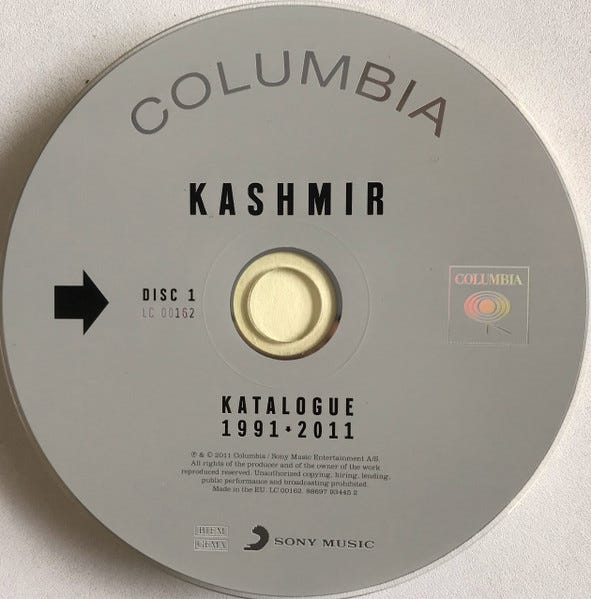 COLUMBIA
KASHMIR
DISC 1
LC 00162
COLUMBIA
KATALOGUE
1991·2011
℗ & © 2011 Columbia / Sony Music Entertainment A/S.
All rights of the producer and of the owner of the work
reproduced reserved. Unauthorized copying, hiring, lending,
public performance and broadcasting prohibited.
Made in the EU. LC 00162. 88697 93445 2
BIEM
GEMA
SONY MUSIC